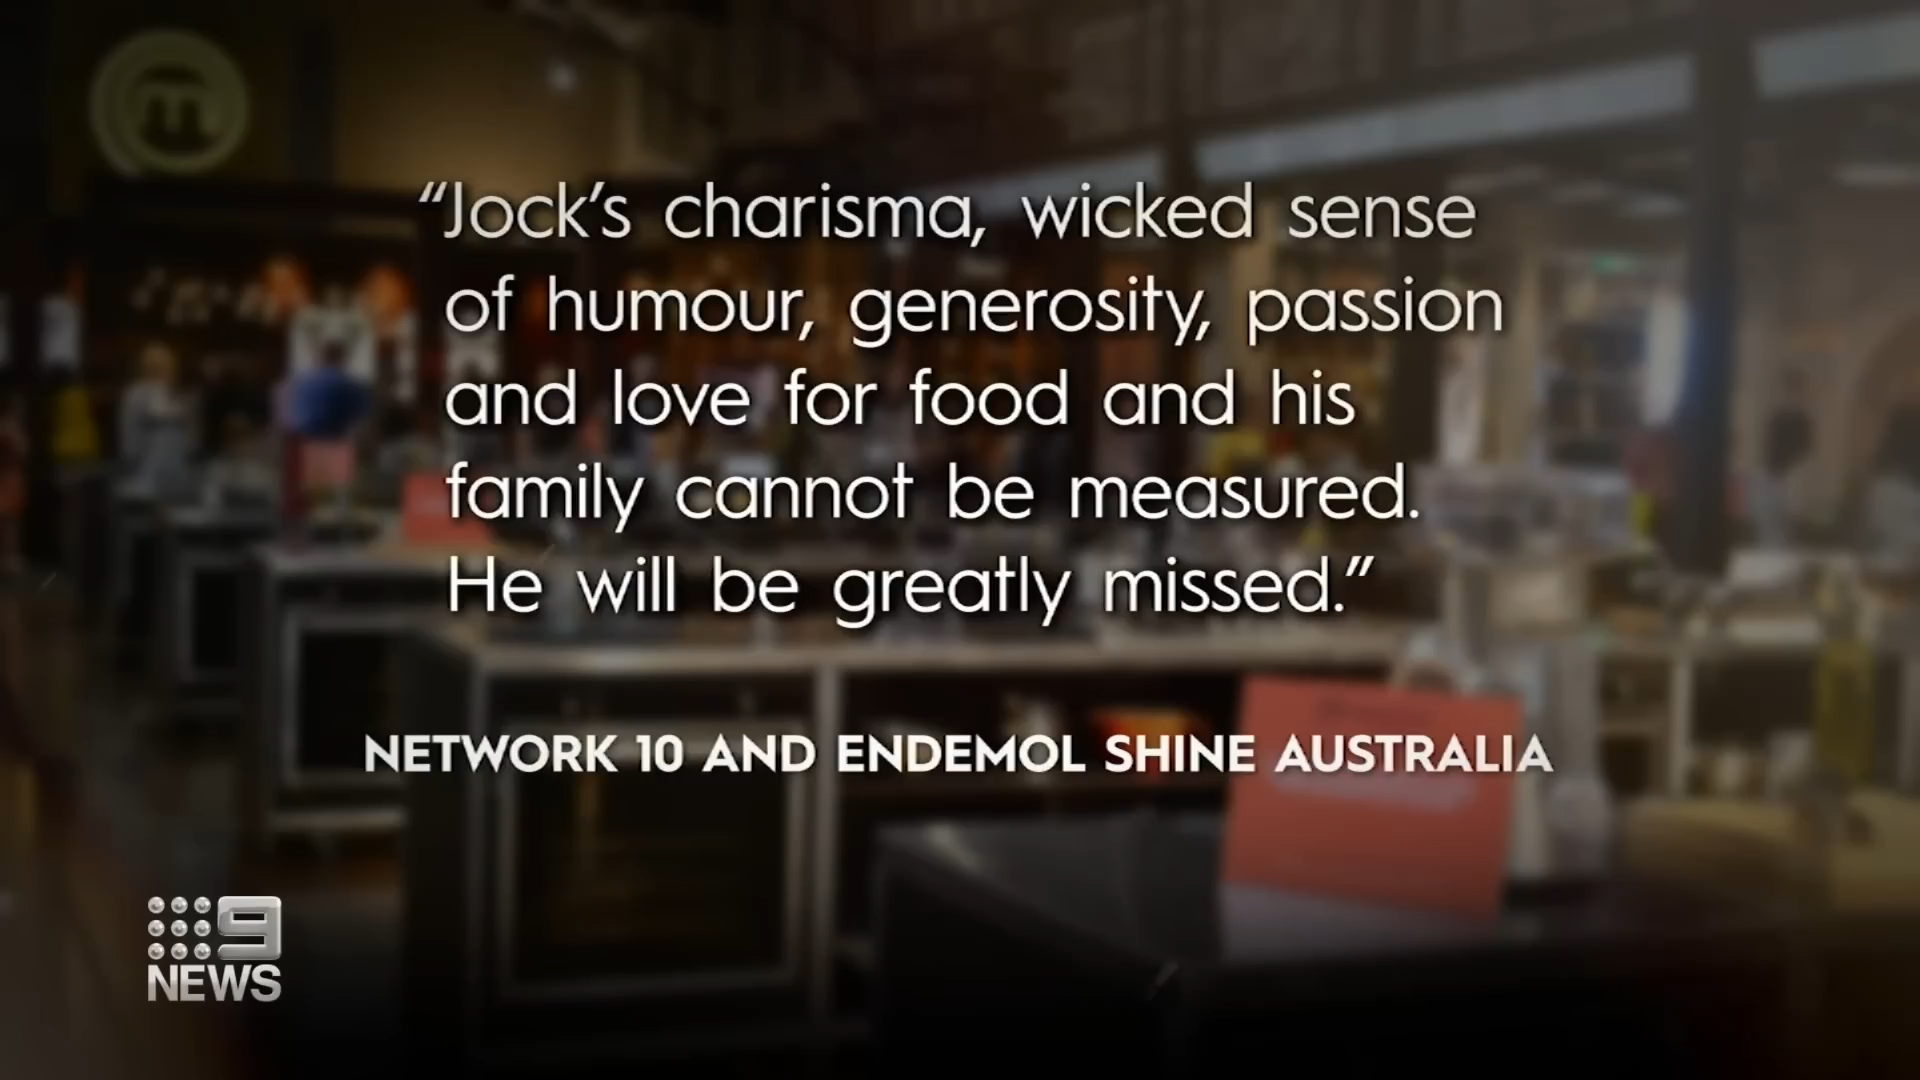 “Jock’s charisma, wicked sense
of humour, generosity, passion
and love for food and his
family cannot be measured.
He will be greatly missed.”
NETWORK 10 AND ENDEMOL SHINE AUSTRALIA
9
NEWS